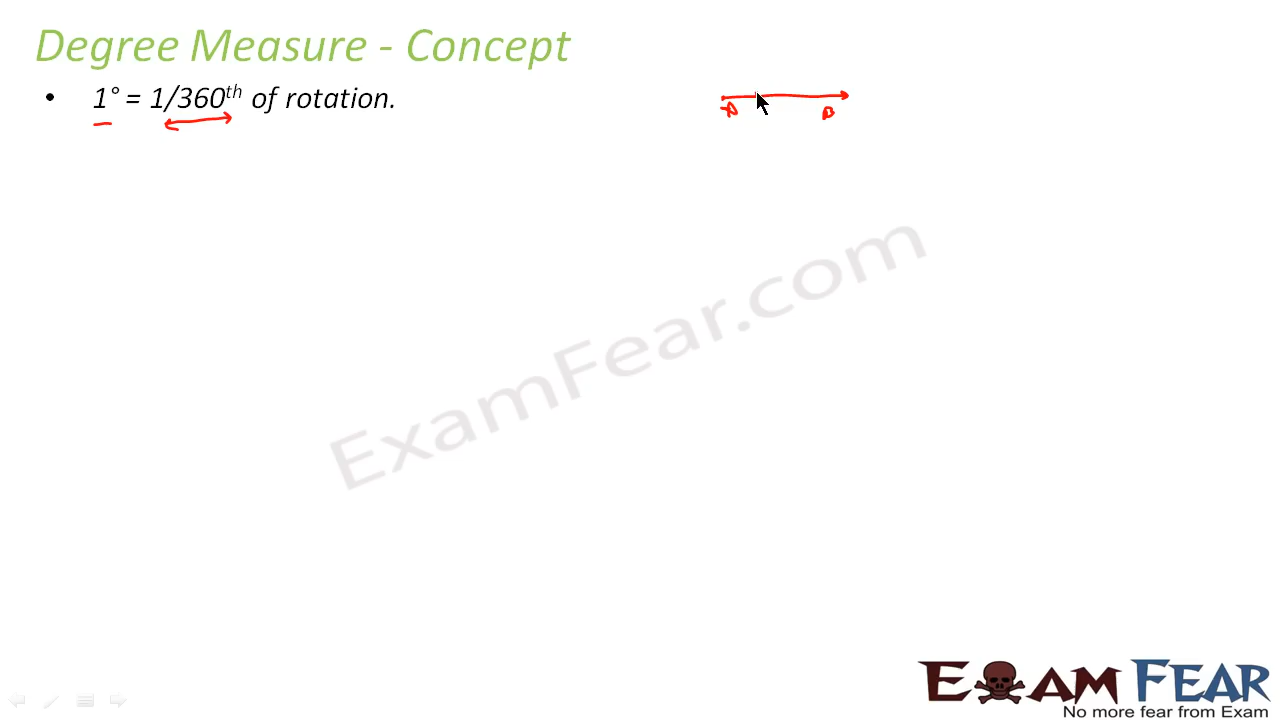 Degree Measure - Concept
• 1° = 1/360th of rotation.
A B
ExamFear.com
EXAM FEAR
No more fear from Exam